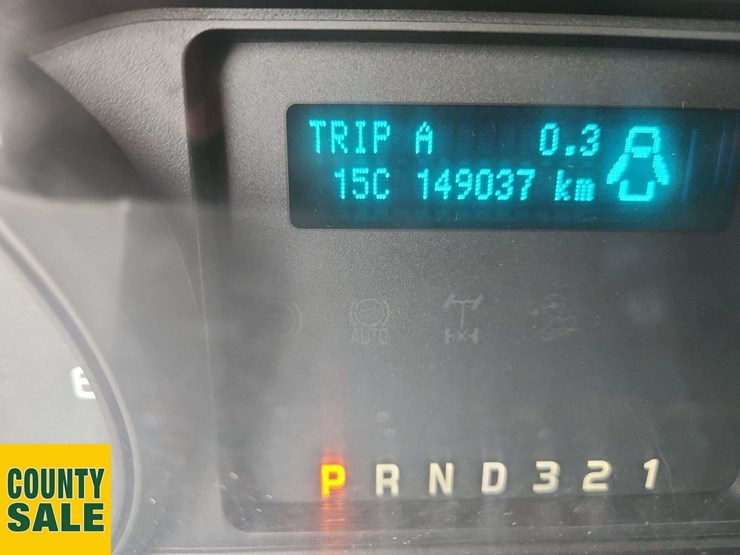 TRIP A 0.3
15C 149037 km
AUTO
P R N D 3 2 1
COUNTY
SALE